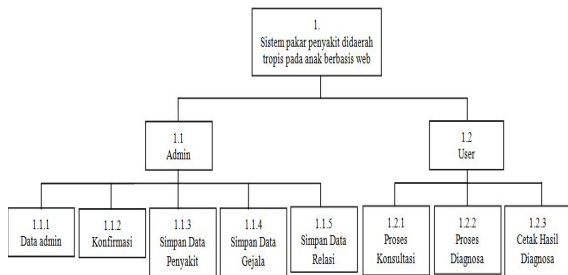 1.
Sistem pakar penyakit didaerah
tropis pada anak berbasis web
1.1
Admin
1.2
User
1.1.1
Data admin
1.1.2
Konfirmasi
1.1.3
Simpan Data
Penyakit
1.1.4
Simpan Data
Gejala
1.1.5
Simpan Data
Relasi
1.2.1
Proses
Konsultasi
1.2.2
Proses
Diagnosa
1.2.3
Cetak Hasil
Diagnosa